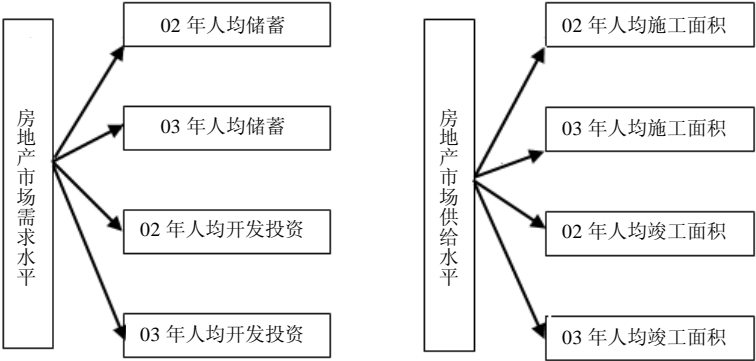 房地产市场需求水平
02 年人均储蓄
03 年人均储蓄
02 年人均开发投资
03 年人均开发投资
房地产市场供给水平
02 年人均施工面积
03 年人均施工面积
02 年人均竣工面积
03 年人均竣工面积